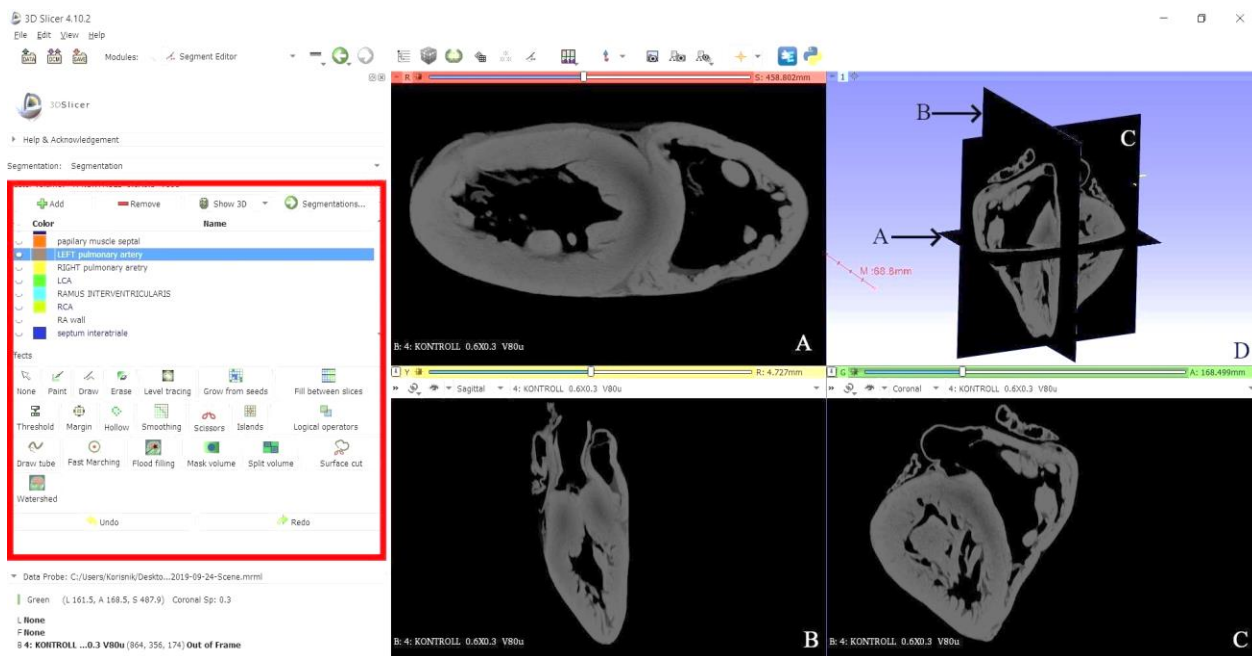 3D Slicer 4.10.2
File Edit View Help
DATA DCM SAVE Modules: Segment Editor
3DSlicer
Help & Acknowledgement
Segmentation: Segmentation
Add Remove Show 3D Segmentations...
Color Name
papillary muscle septal
LEFT pulmonary artery
RIGHT pulmonary aretry
LCA
RAMUS INTERVENTRICULARIS
RCA
RA wall
septum interatriale
fects
None Paint Draw Erase Level tracing Grow from seeds Fill between slices
Threshold Margin Hollow Smoothing Scissors Islands Logical operators
Draw tube Fast Marching Flood filling Mask volume Split volume Surface cut
Watershed
Undo Redo
Data Probe: C:/Users/Korisnik/Deskto...2019-09-24-Scene.mrml
Green (L 161.5, A 168.5, S 487.9) Coronal Sp: 0.3
L None
F None
B 4: KONTROLL ...0.3 V80u (864, 356, 174) Out of Frame
R S: 458.802mm
B: 4: KONTROLL 0.6X0.3 V80u
A
1
B
C
A
M :68.8mm
D
Y R: 4.727mm
Sagittal 4: KONTROLL 0.6X0.3 V80u
B: 4: KONTROLL 0.6X0.3 V80u
B
G A: 168.499mm
Coronal 4: KONTROLL 0.6X0.3 V80u
B: 4: KONTROLL 0.6X0.3 V80u
C